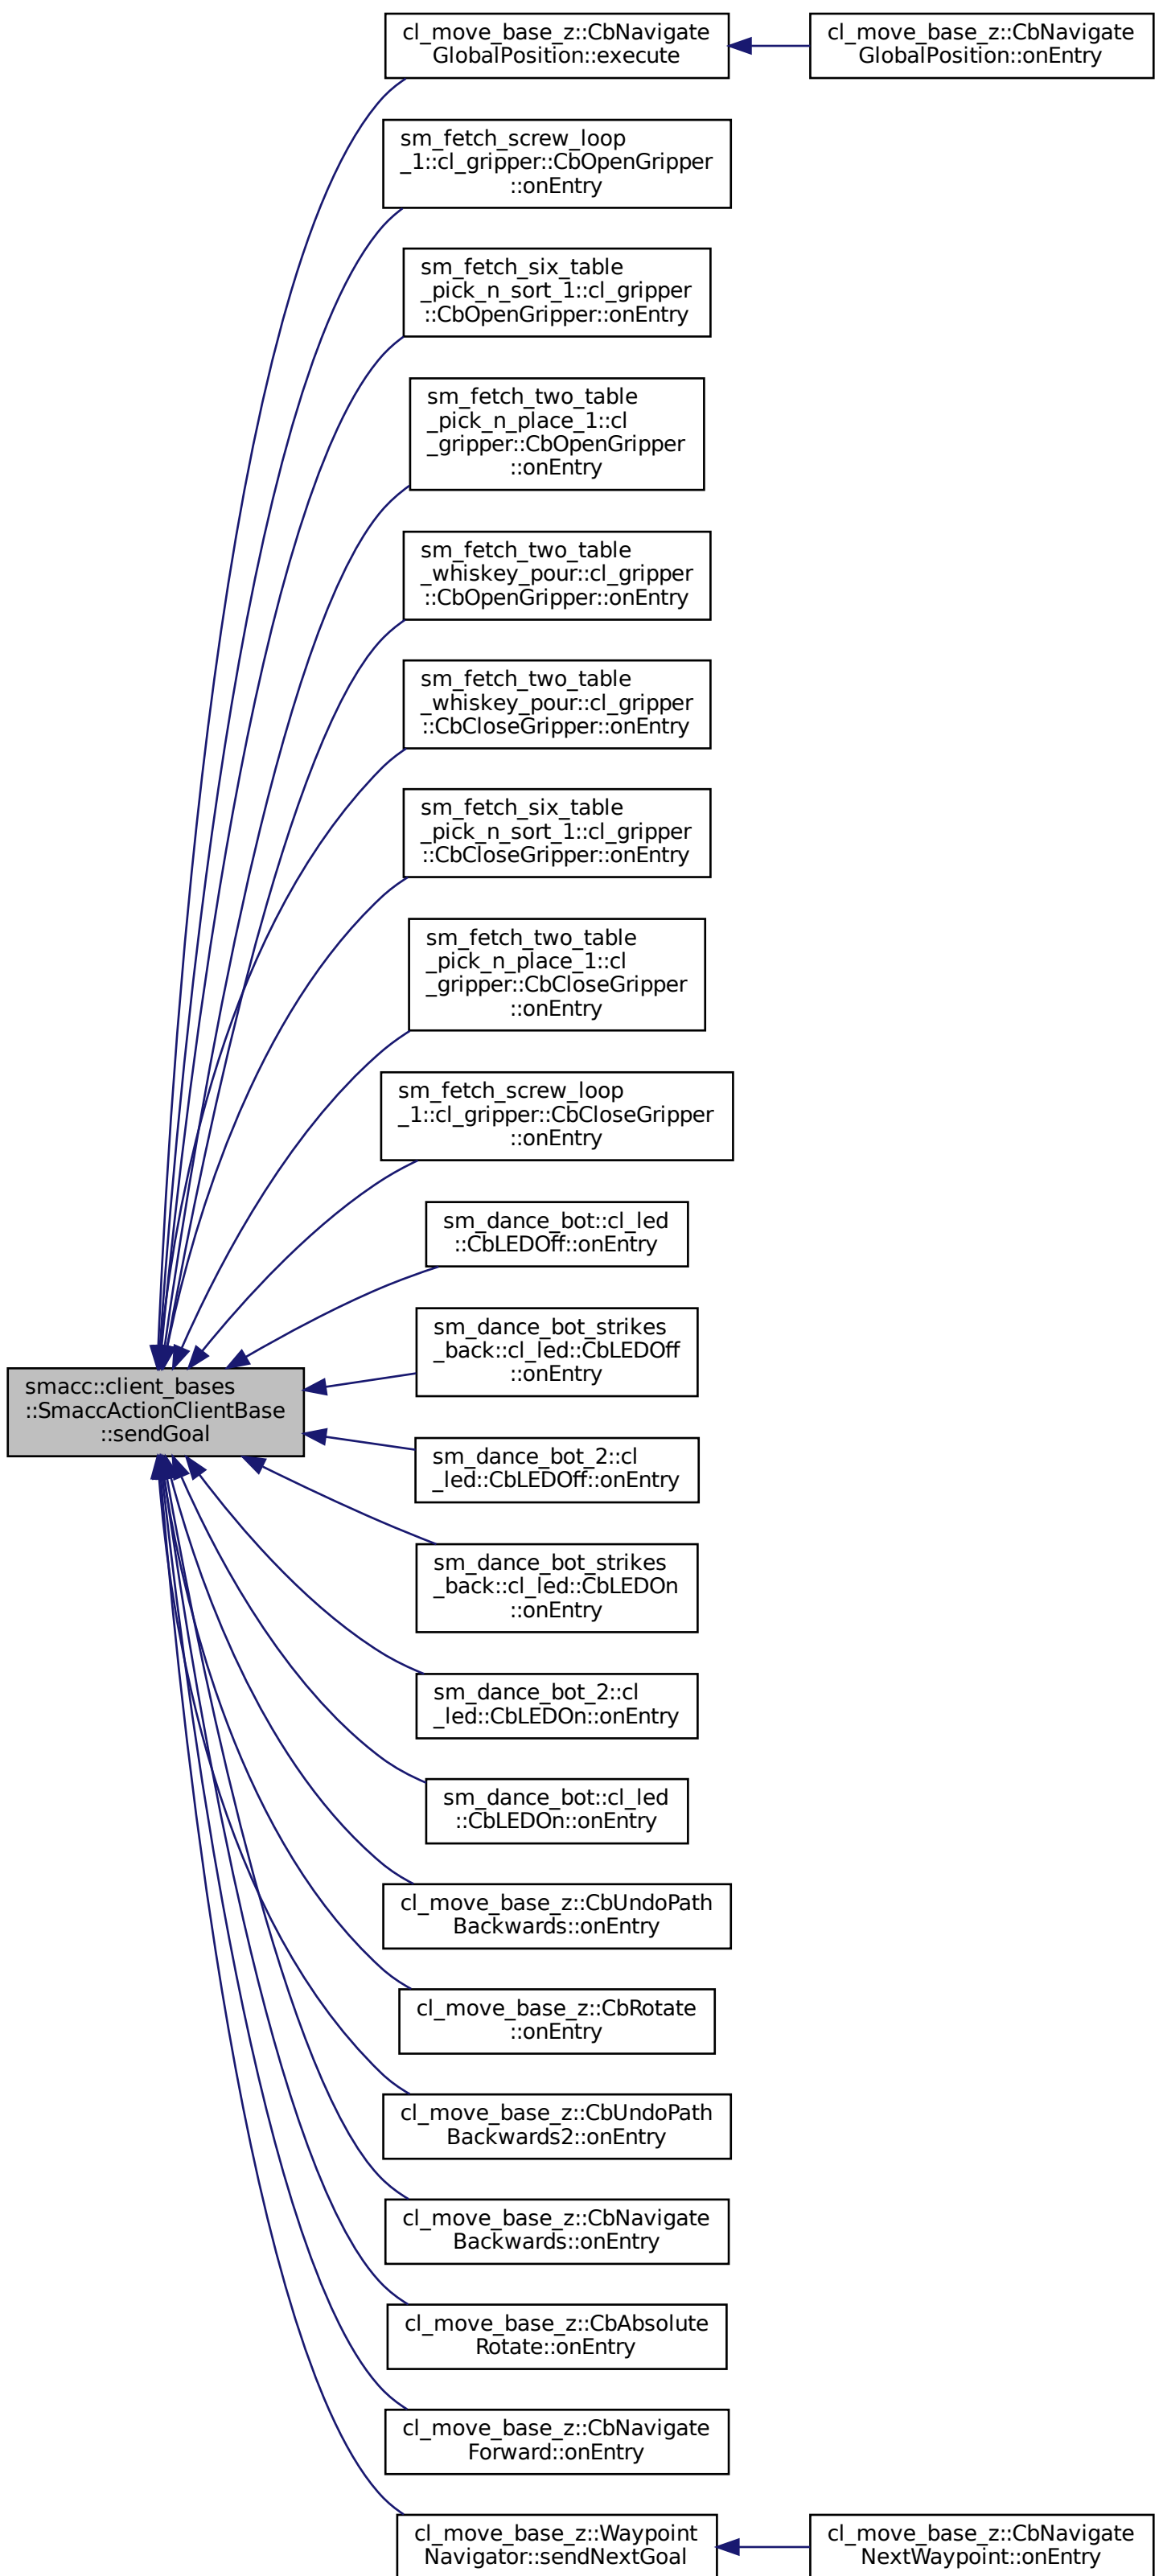 cl_move_base_z::CbNavigate
GlobalPosition::execute
cl_move_base_z::CbNavigate
GlobalPosition::onEntry
sm_fetch_screw_loop
_1::cl_gripper::CbOpenGripper
::onEntry
sm_fetch_six_table
_pick_n_sort_1::cl_gripper
::CbOpenGripper::onEntry
sm_fetch_two_table
_pick_n_place_1::cl
_gripper::CbOpenGripper
::onEntry
sm_fetch_two_table
_whiskey_pour::cl_gripper
::CbOpenGripper::onEntry
sm_fetch_two_table
_whiskey_pour::cl_gripper
::CbCloseGripper::onEntry
sm_fetch_six_table
_pick_n_sort_1::cl_gripper
::CbCloseGripper::onEntry
sm_fetch_two_table
_pick_n_place_1::cl
_gripper::CbCloseGripper
::onEntry
sm_fetch_screw_loop
_1::cl_gripper::CbCloseGripper
::onEntry
sm_dance_bot::cl_led
::CbLEDOff::onEntry
sm_dance_bot_strikes
_back::cl_led::CbLEDOff
::onEntry
smacc::client_bases
::SmaccActionClientBase
::sendGoal
sm_dance_bot_2::cl
_led::CbLEDOff::onEntry
sm_dance_bot_strikes
_back::cl_led::CbLEDOn
::onEntry
sm_dance_bot_2::cl
_led::CbLEDOn::onEntry
sm_dance_bot::cl_led
::CbLEDOn::onEntry
cl_move_base_z::CbUndoPath
Backwards::onEntry
cl_move_base_z::CbRotate
::onEntry
cl_move_base_z::CbUndoPath
Backwards2::onEntry
cl_move_base_z::CbNavigate
Backwards::onEntry
cl_move_base_z::CbAbsolute
Rotate::onEntry
cl_move_base_z::CbNavigate
Forward::onEntry
cl_move_base_z::Waypoint
Navigator::sendNextGoal
cl_move_base_z::CbNavigate
NextWaypoint::onEntry